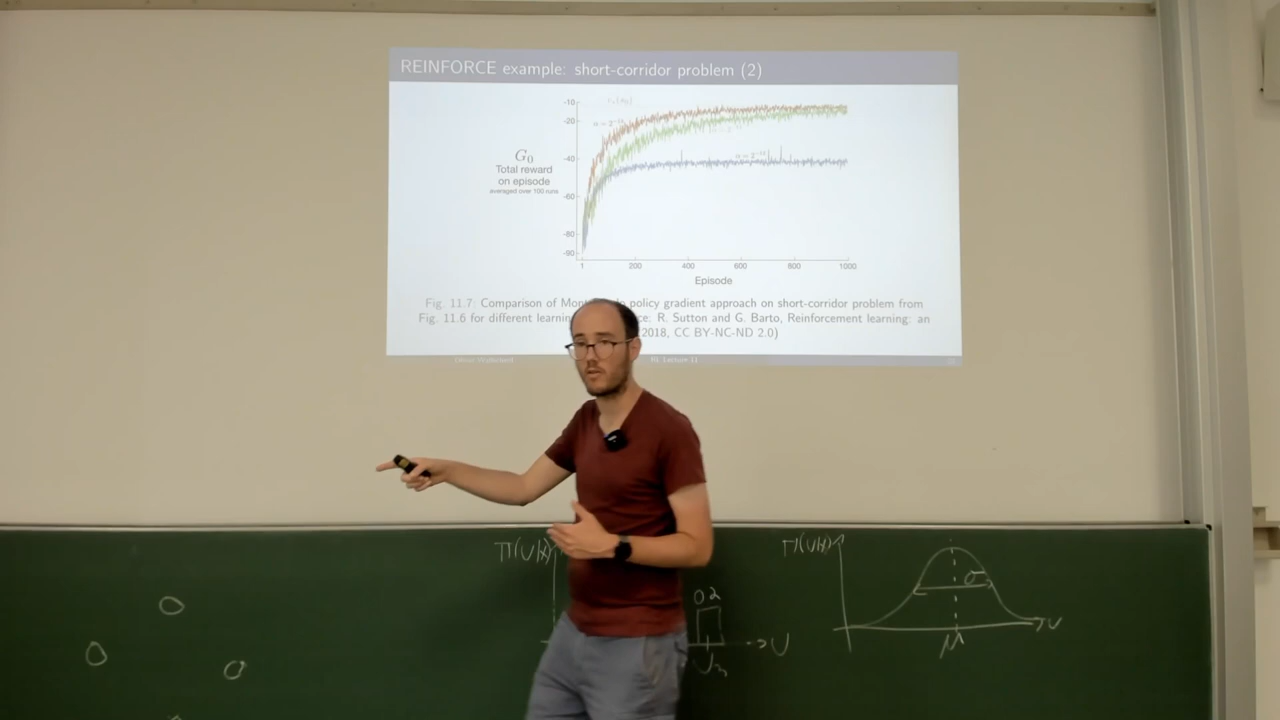 REINFORCE example: short-corridor problem (2)
-10
-20
-40
-60
-80
-90
G₀
Total reward
on episode
averaged over 100 runs
1 200 400 600 800 1000
Episode
Fig. 11.7: Comparison of policy gradient approach on short-corridor problem from
Fig. 11.6 for different R. Sutton and G. Barto, Reinforcement learning: an
2018, CC BY-NC-ND 2.0)
RL Lecture 11
0.2
U
σ
U
μ